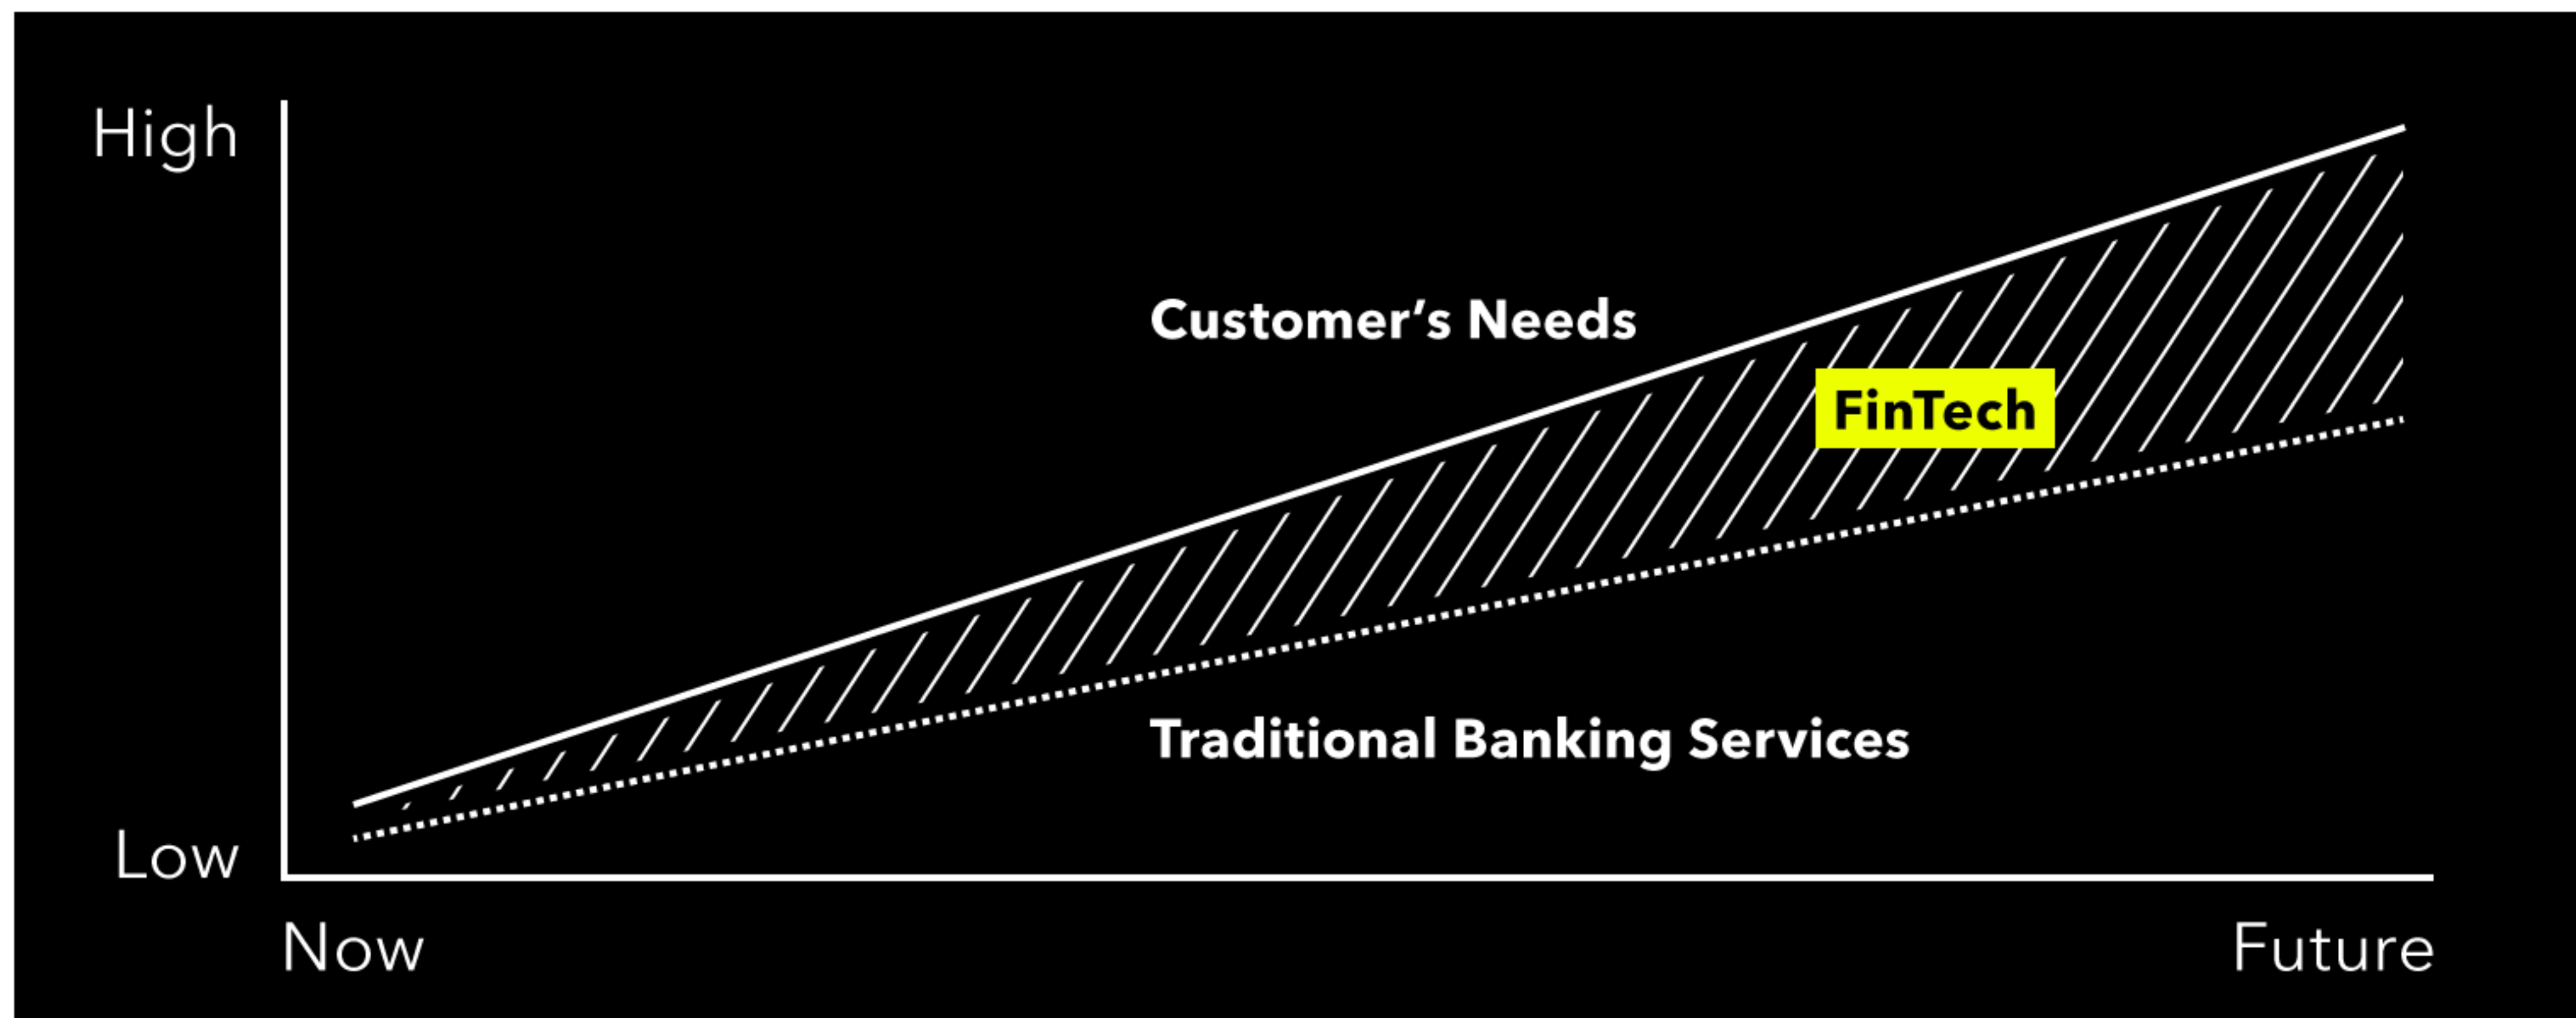 High
Customer’s Needs
FinTech
Traditional Banking Services
Low
Now
Future